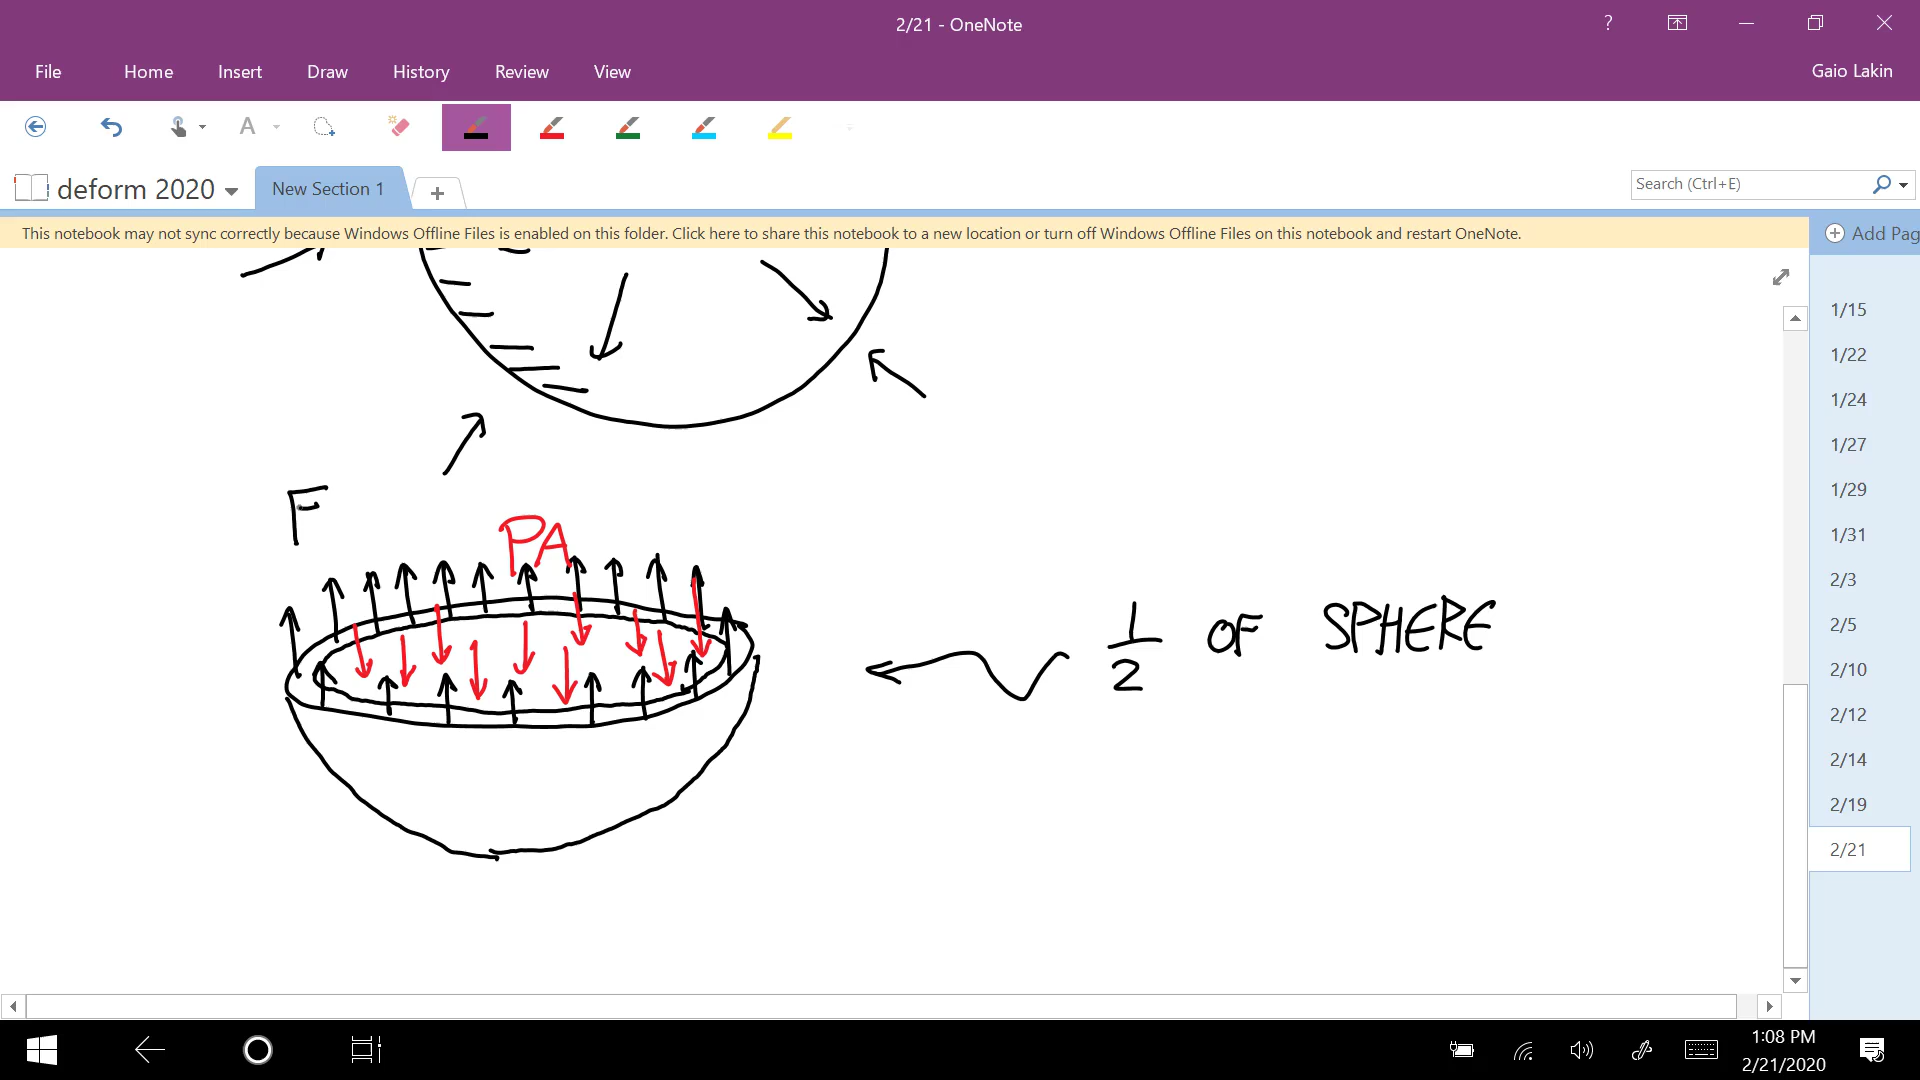 2/21 - OneNote
?
File Home Insert Draw History Review View
Gaio Lakin
A
deform 2020
New Section 1
+
Search (Ctrl+E)
This notebook may not sync correctly because Windows Offline Files is enabled on this folder. Click here to share this notebook to a new location or turn off Windows Offline Files on this notebook and restart OneNote.
Add Pag
1/15
1/22
1/24
1/27
1/29
1/31
2/3
2/5
2/10
2/12
2/14
2/19
2/21
F
PA
1/2 OF SPHERE
1:08 PM
2/21/2020